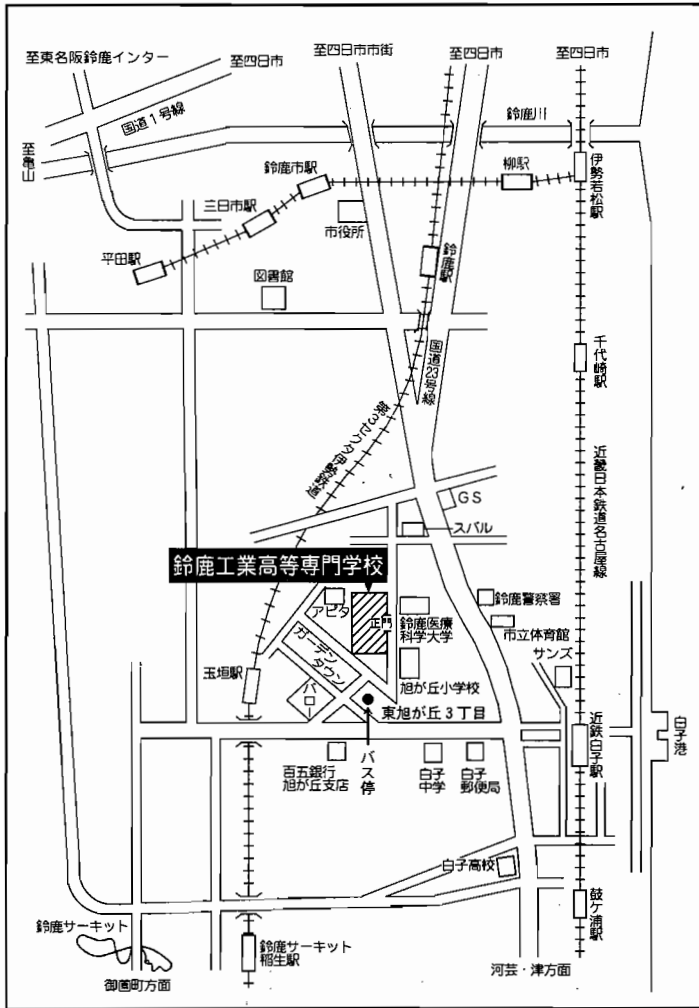 至東名阪鈴鹿インター
至四日市
至四日市市街
至四日市
至四日市
国道1号線
鈴鹿川
至亀山
伊勢若松駅
柳駅
鈴鹿市駅
三日市駅
市役所
平田駅
鈴鹿駅
図書館
国道23号線
千代崎駅
第3セクター伊勢鉄道
近畿日本鉄道名古屋線
GS
スバル
鈴鹿工業高等専門学校
アピタ
正門
鈴鹿医療
科学大学
鈴鹿警察署
市立体育館
サンズ
ガーデン
タウン
玉垣駅
バロー
旭が丘小学校
東旭が丘3丁目
近鉄白子駅
白子港
百五銀行
旭が丘支店
バス停
白子
中学
白子
郵便局
白子高校
鼓ケ浦駅
鈴鹿サーキット
鈴鹿サーキット
稲生駅
御薗町方面
河芸・津方面